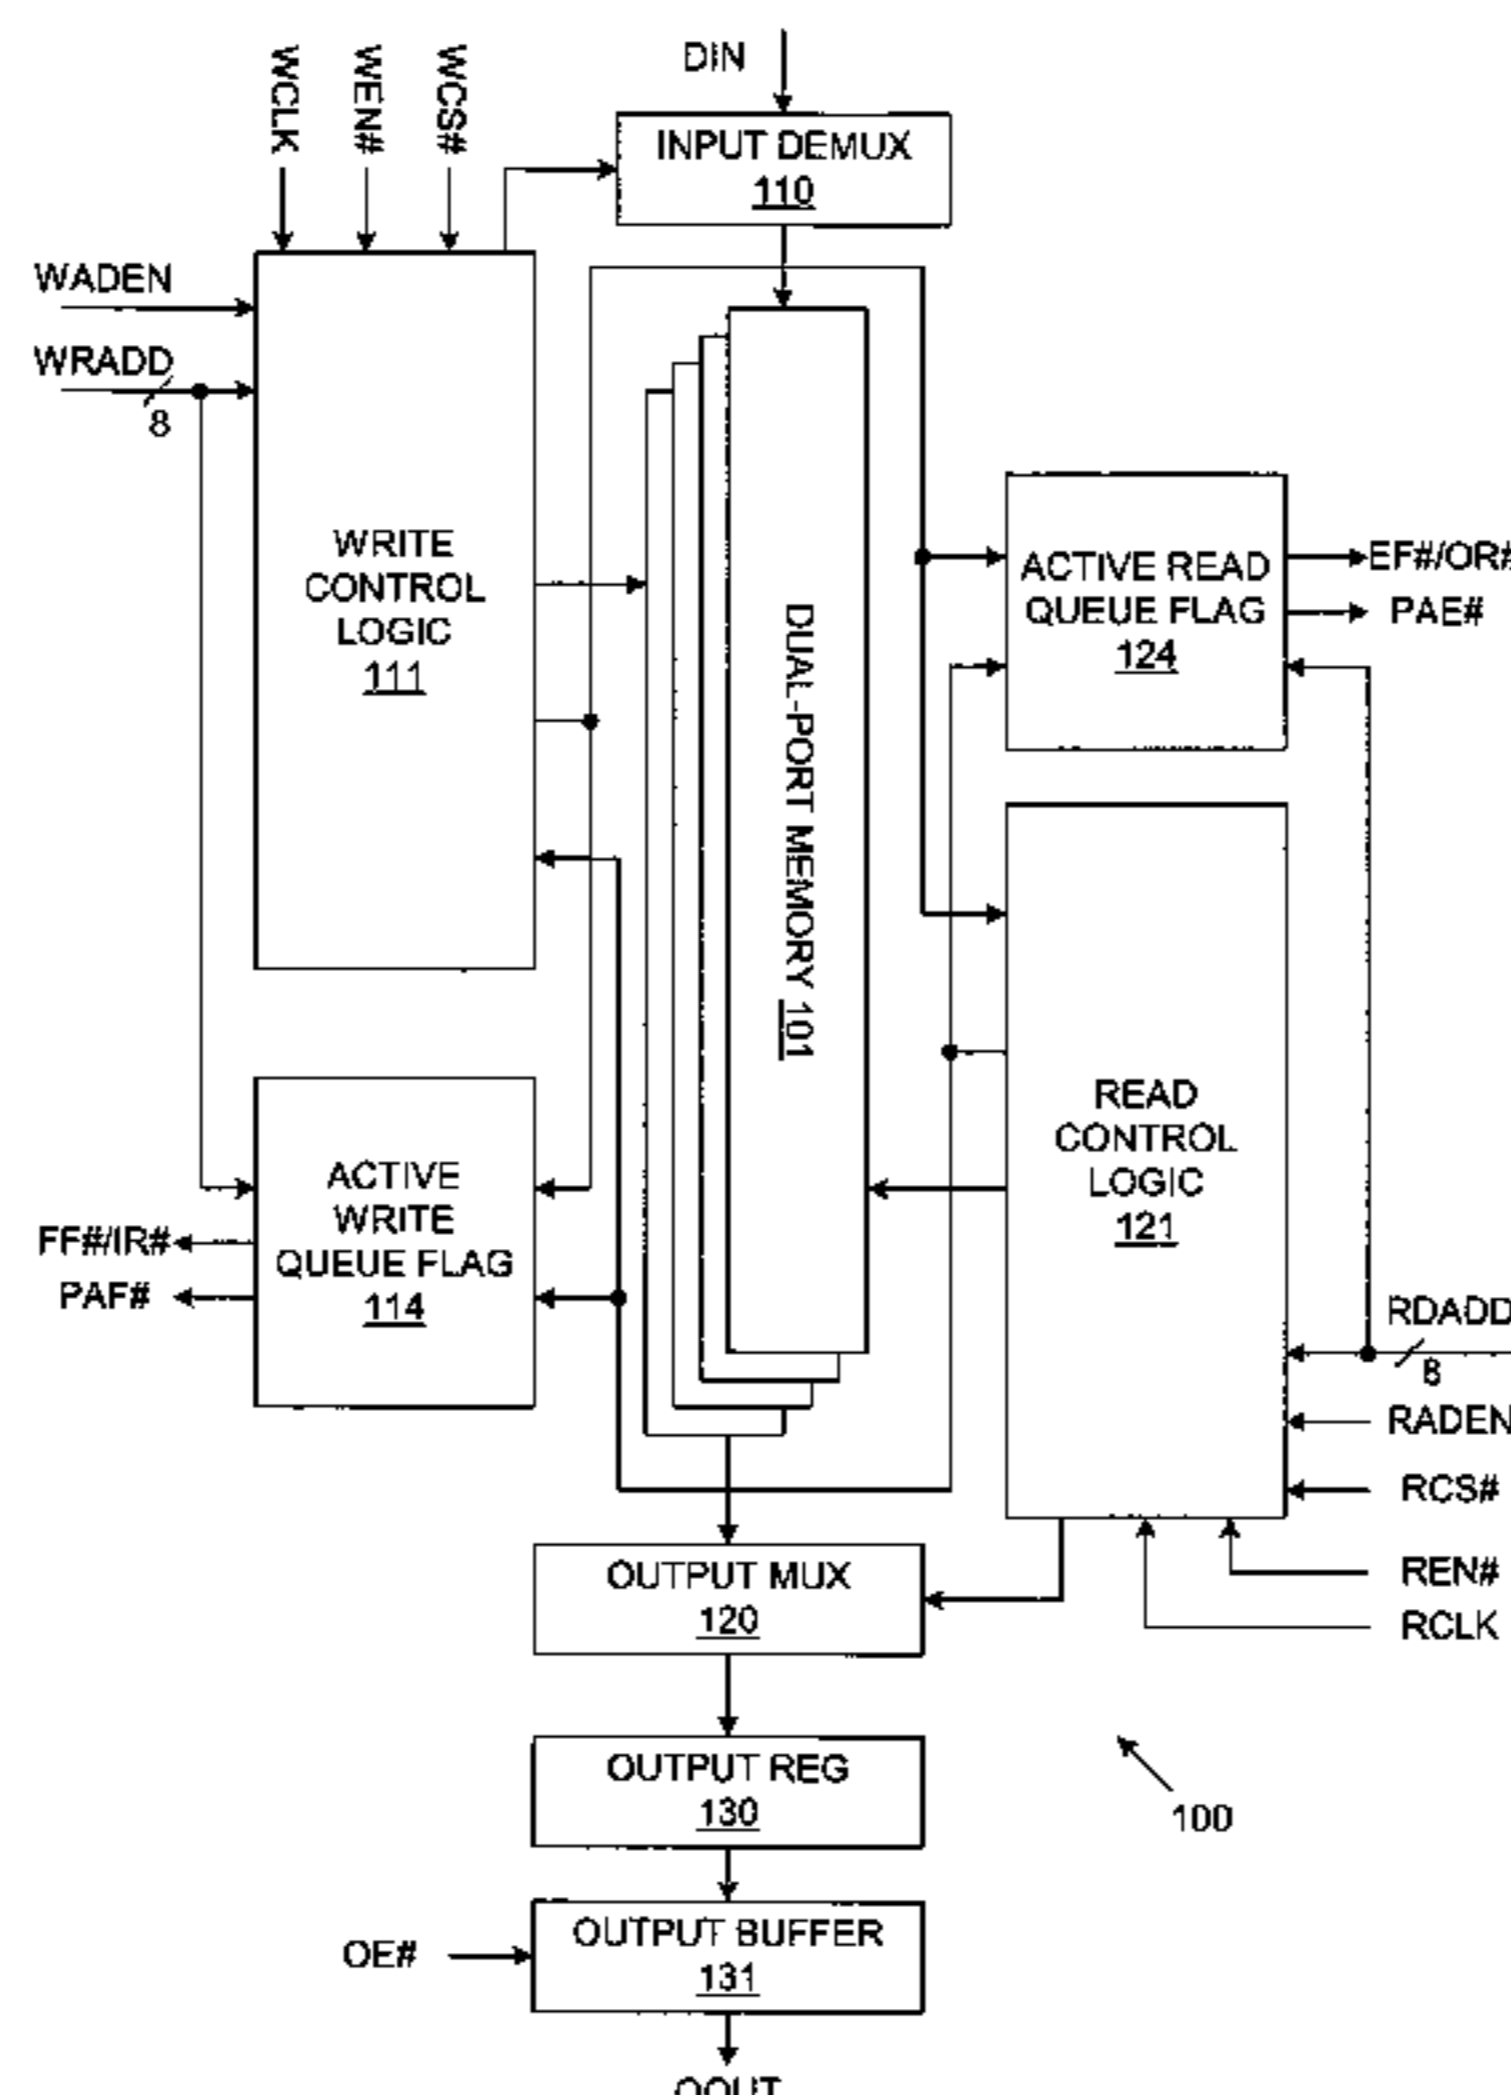 DIN
WCLK
WEN#
WCS#
INPUT DEMUX
110
WADEN
WRADD
8
WRITE
CONTROL
LOGIC
111
DUAL-PORT MEMORY 101
ACTIVE READ
QUEUE FLAG
124
EF#/OR#
PAE#
READ
CONTROL
LOGIC
121
ACTIVE
WRITE
QUEUE FLAG
114
FF#/IR#
PAF#
RDADD
8
RADEN
RCS#
REN#
RCLK
OUTPUT MUX
120
OUTPUT REG
130
100
OUTPUT BUFFER
131
OE#